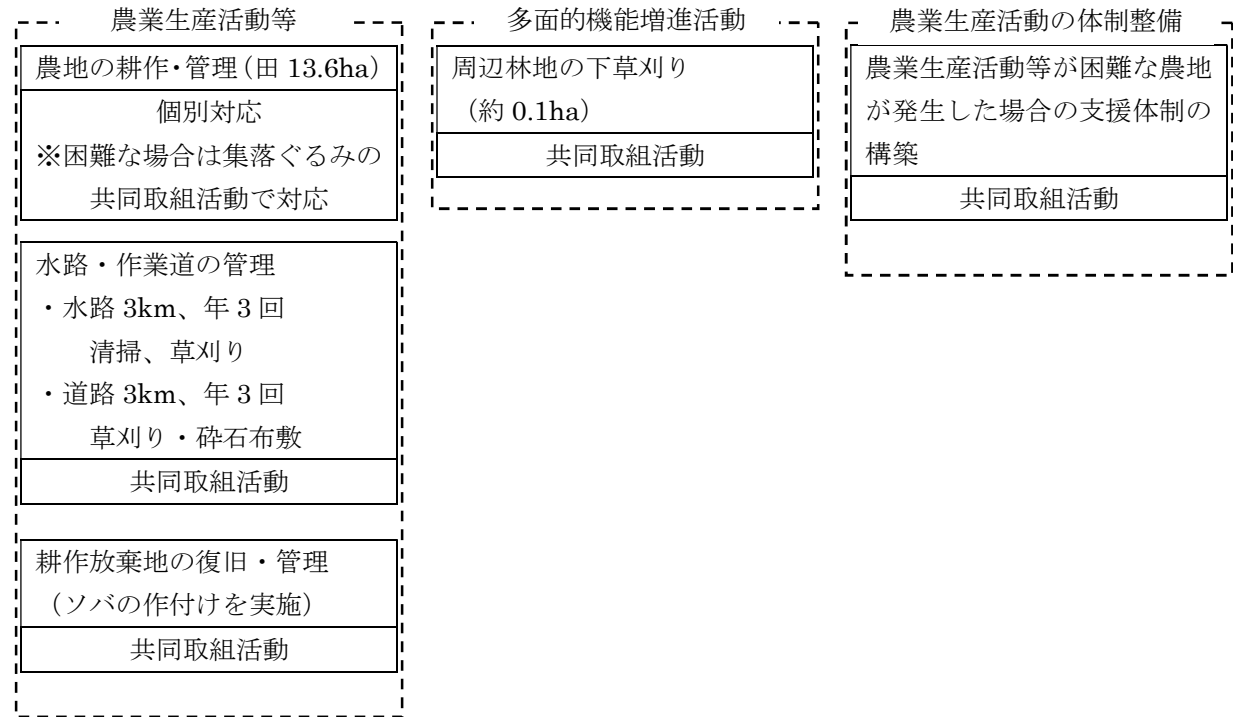 農業生産活動等
農地の耕作・管理（田 13.6ha）
個別対応
※困難な場合は集落ぐるみの
共同取組活動で対応
水路・作業道の管理
・水路 3km、年 3 回
清掃、草刈り
・道路 3km、年 3 回
草刈り・砕石布敷
共同取組活動
耕作放棄地の復旧・管理
（ソバの作付けを実施）
共同取組活動
多面的機能増進活動
周辺林地の下草刈り
（約 0.1ha）
共同取組活動
農業生産活動の体制整備
農業生産活動等が困難な農地
が発生した場合の支援体制の
構築
共同取組活動